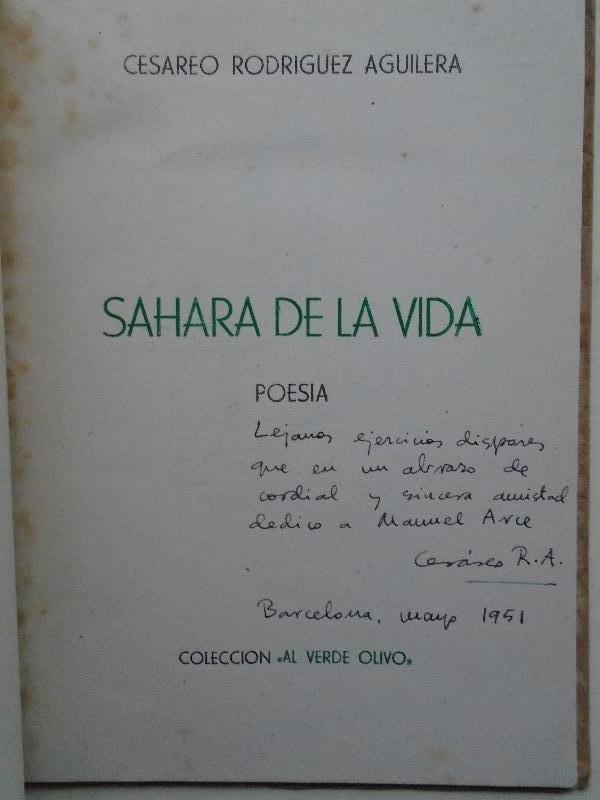 CESAREO RODRIGUEZ AGUILERA
SAHARA DE LA VIDA
POESIA
Lejanos ejercicios dispares
que en un abrazo de
cordial y sincera amistad
dedico a Manuel Arce
Cesáreo R.A.
Barcelona, mayo 1951
COLECCION «AL VERDE OLIVO»